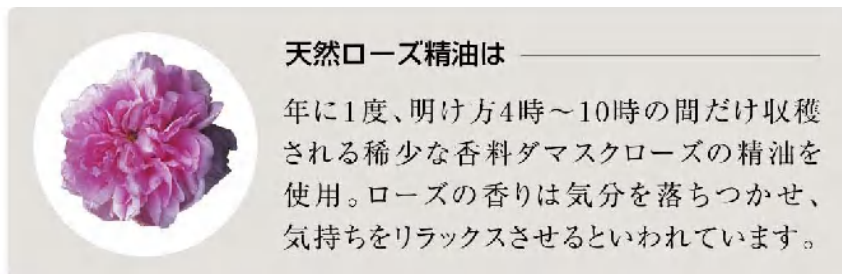 天然ローズ精油は
年に1度、明け方4時～10時の間だけ収穫
される稀少な香料ダマスクローズの精油を
使用。ローズの香りは気分を落ちつかせ、
気持ちをリラックスさせるといわれています。